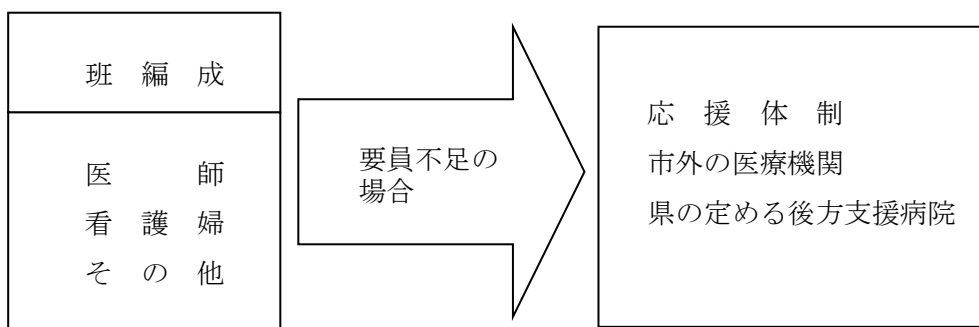 班　編　成
医　　　師
看　護　婦
そ　の　他
要員不足の
場合
応　援　体　制
市外の医療機関
県の定める後方支援病院